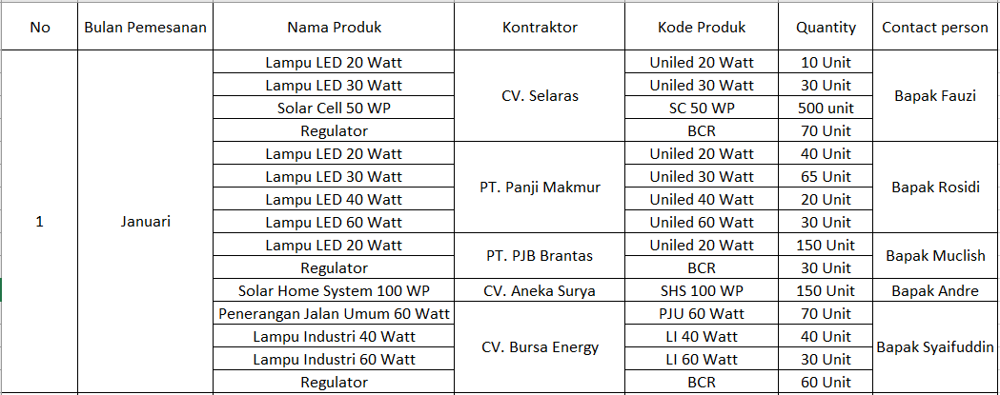 No Bulan Pemesanan Nama Produk Kontraktor Kode Produk Quantity Contact person
1 Januari Lampu LED 20 Watt CV. Selaras Uniled 20 Watt 10 Unit Bapak Fauzi
Lampu LED 30 Watt Uniled 30 Watt 30 Unit
Solar Cell 50 WP SC 50 WP 500 unit
Regulator BCR 70 Unit
Lampu LED 20 Watt PT. Panji Makmur Uniled 20 Watt 40 Unit Bapak Rosidi
Lampu LED 30 Watt Uniled 30 Watt 65 Unit
Lampu LED 40 Watt Uniled 40 Watt 20 Unit
Lampu LED 60 Watt Uniled 60 Watt 30 Unit
Lampu LED 20 Watt PT. PJB Brantas Uniled 20 Watt 150 Unit Bapak Muclish
Regulator BCR 30 Unit
Solar Home System 100 WP CV. Aneka Surya SHS 100 WP 150 Unit Bapak Andre
Penerangan Jalan Umum 60 Watt CV. Bursa Energy PJU 60 Watt 70 Unit Bapak Syaifuddin
Lampu Industri 40 Watt LI 40 Watt 40 Unit
Lampu Industri 60 Watt LI 60 Watt 30 Unit
Regulator BCR 60 Unit